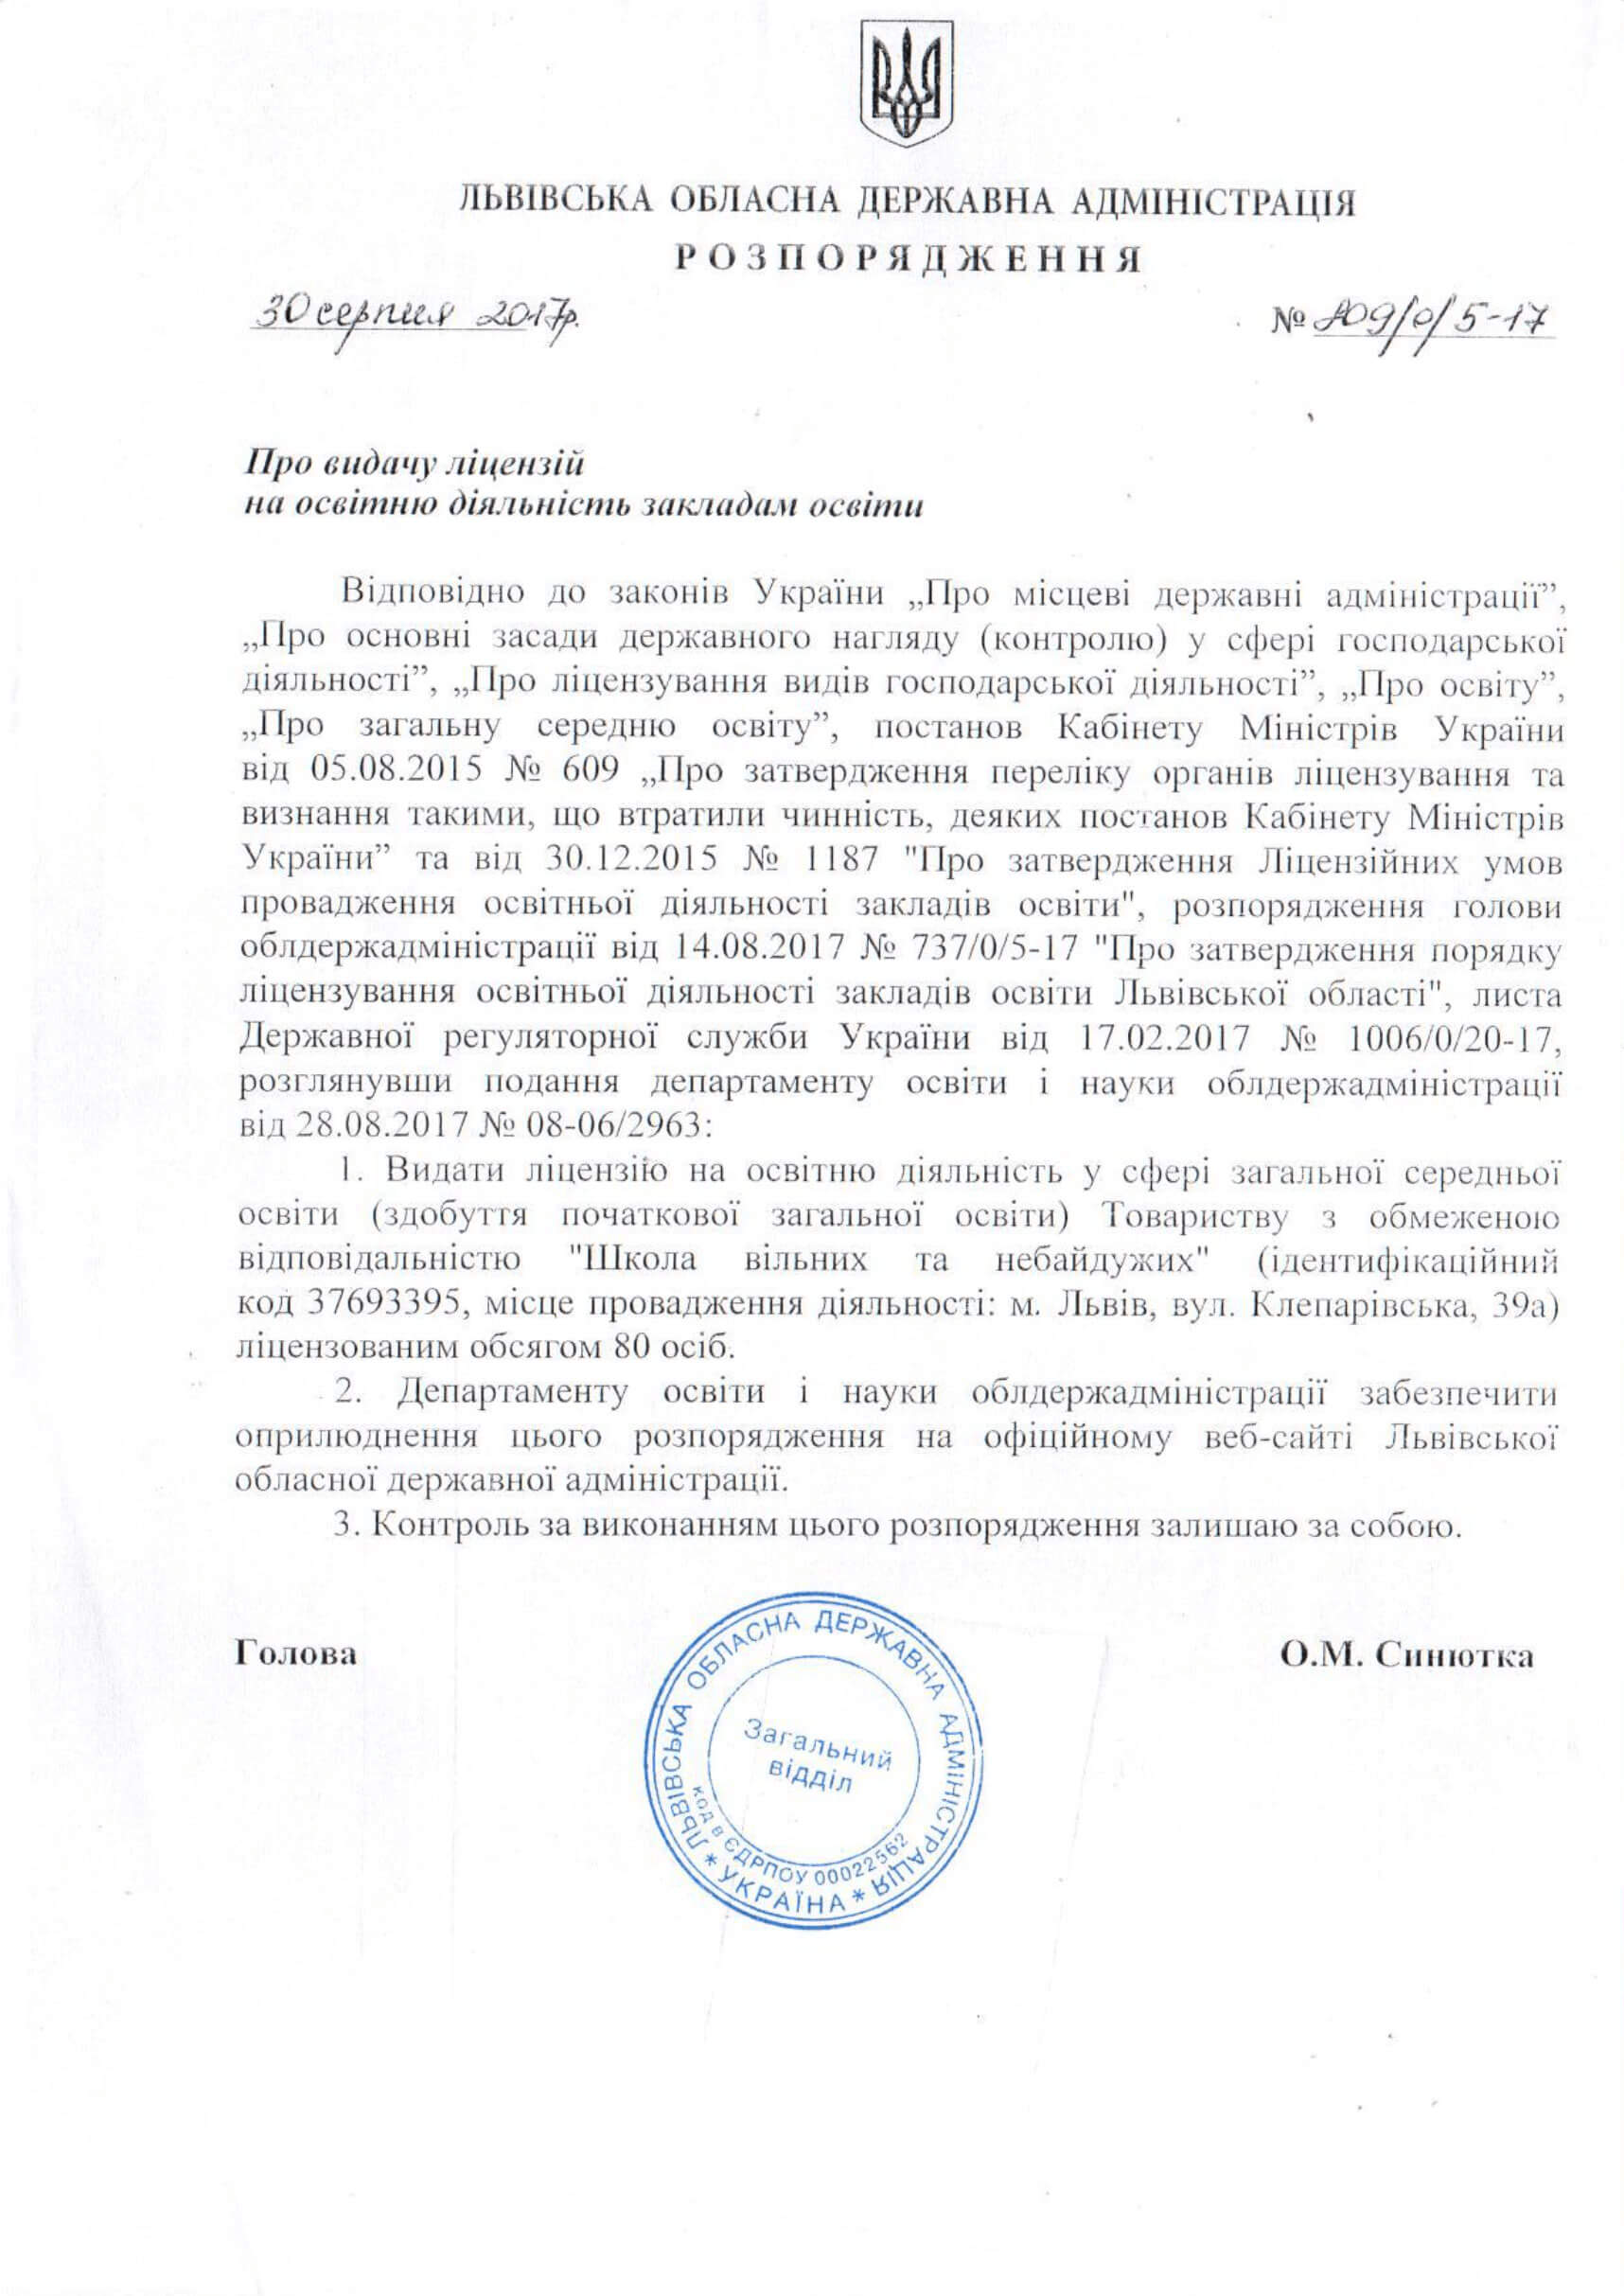 ЛЬВІВСЬКА ОБЛАСНА ДЕРЖАВНА АДМІНІСТРАЦІЯ
РОЗПОРЯДЖЕННЯ
30 серпня 2017р. № 809/0/5-17
Про видачу ліцензій
на освітню діяльність закладам освіти
Відповідно до законів України „Про місцеві державні адміністрації”,
„Про основні засади державного нагляду (контролю) у сфері господарської
діяльності”, „Про ліцензування видів господарської діяльності”, „Про освіту”,
„Про загальну середню освіту”, постанов Кабінету Міністрів України
від 05.08.2015 № 609 „Про затвердження переліку органів ліцензування та
визнання такими, що втратили чинність, деяких постанов Кабінету Міністрів
України” та від 30.12.2015 № 1187 "Про затвердження Ліцензійних умов
провадження освітньої діяльності закладів освіти", розпорядження голови
облдержадміністрації від 14.08.2017 № 737/0/5-17 "Про затвердження порядку
ліцензування освітньої діяльності закладів освіти Львівської області", листа
Державної регуляторної служби України від 17.02.2017 № 1006/0/20-17,
розглянувши подання департаменту освіти і науки облдержадміністрації
від 28.08.2017 № 08-06/2963:
1. Видати ліцензію на освітню діяльність у сфері загальної середньої
освіти (здобуття початкової загальної освіти) Товариству з обмеженою
відповідальністю "Школа вільних та небайдужих" (ідентифікаційний
код 37693395, місце провадження діяльності: м. Львів, вул. Клепарівська, 39а)
ліцензованим обсягом 80 осіб.
2. Департаменту освіти і науки облдержадміністрації забезпечити
оприлюднення цього розпорядження на офіційному веб-сайті Львівської
обласної державної адміністрації.
3. Контроль за виконанням цього розпорядження залишаю за собою.
Голова О.М. Синютка
ЛЬВІВСЬКА ОБЛАСНА ДЕРЖАВНА АДМІНІСТРАЦІЯ
* УКРАЇНА *
код в ЄДРПОУ 00022562
Загальний
відділ